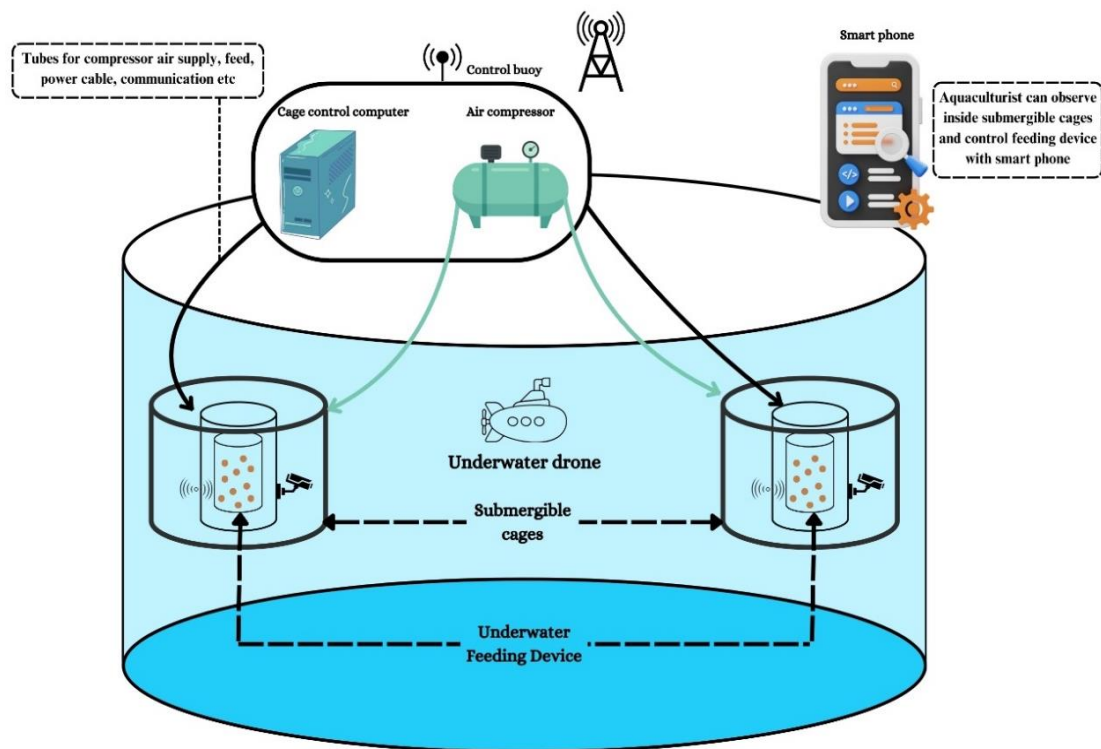 Tubes for compressor air supply, feed,
power cable, communication etc
Control buoy
Cage control computer
Air compressor
Smart phone
Aquaculturist can observe
inside submergible cages
and control feeding device
with smart phone
</>
Underwater drone
Submergible
cages
Underwater
Feeding Device